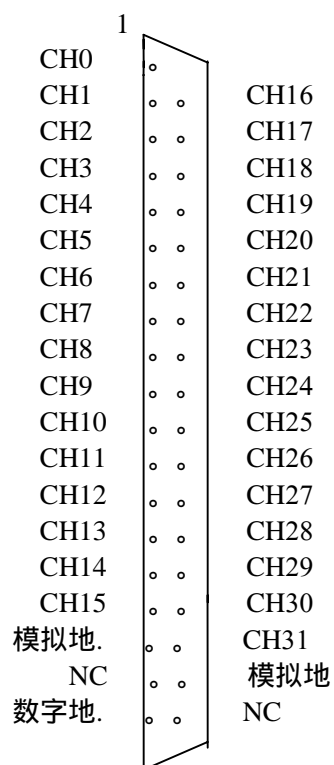 1
CH0
CH1 CH16
CH2 CH17
CH3 CH18
CH4 CH19
CH5 CH20
CH6 CH21
CH7 CH22
CH8 CH23
CH9 CH24
CH10 CH25
CH11 CH26
CH12 CH27
CH13 CH28
CH14 CH29
CH15 CH30
模拟地. CH31
NC 模拟地
数字地. NC